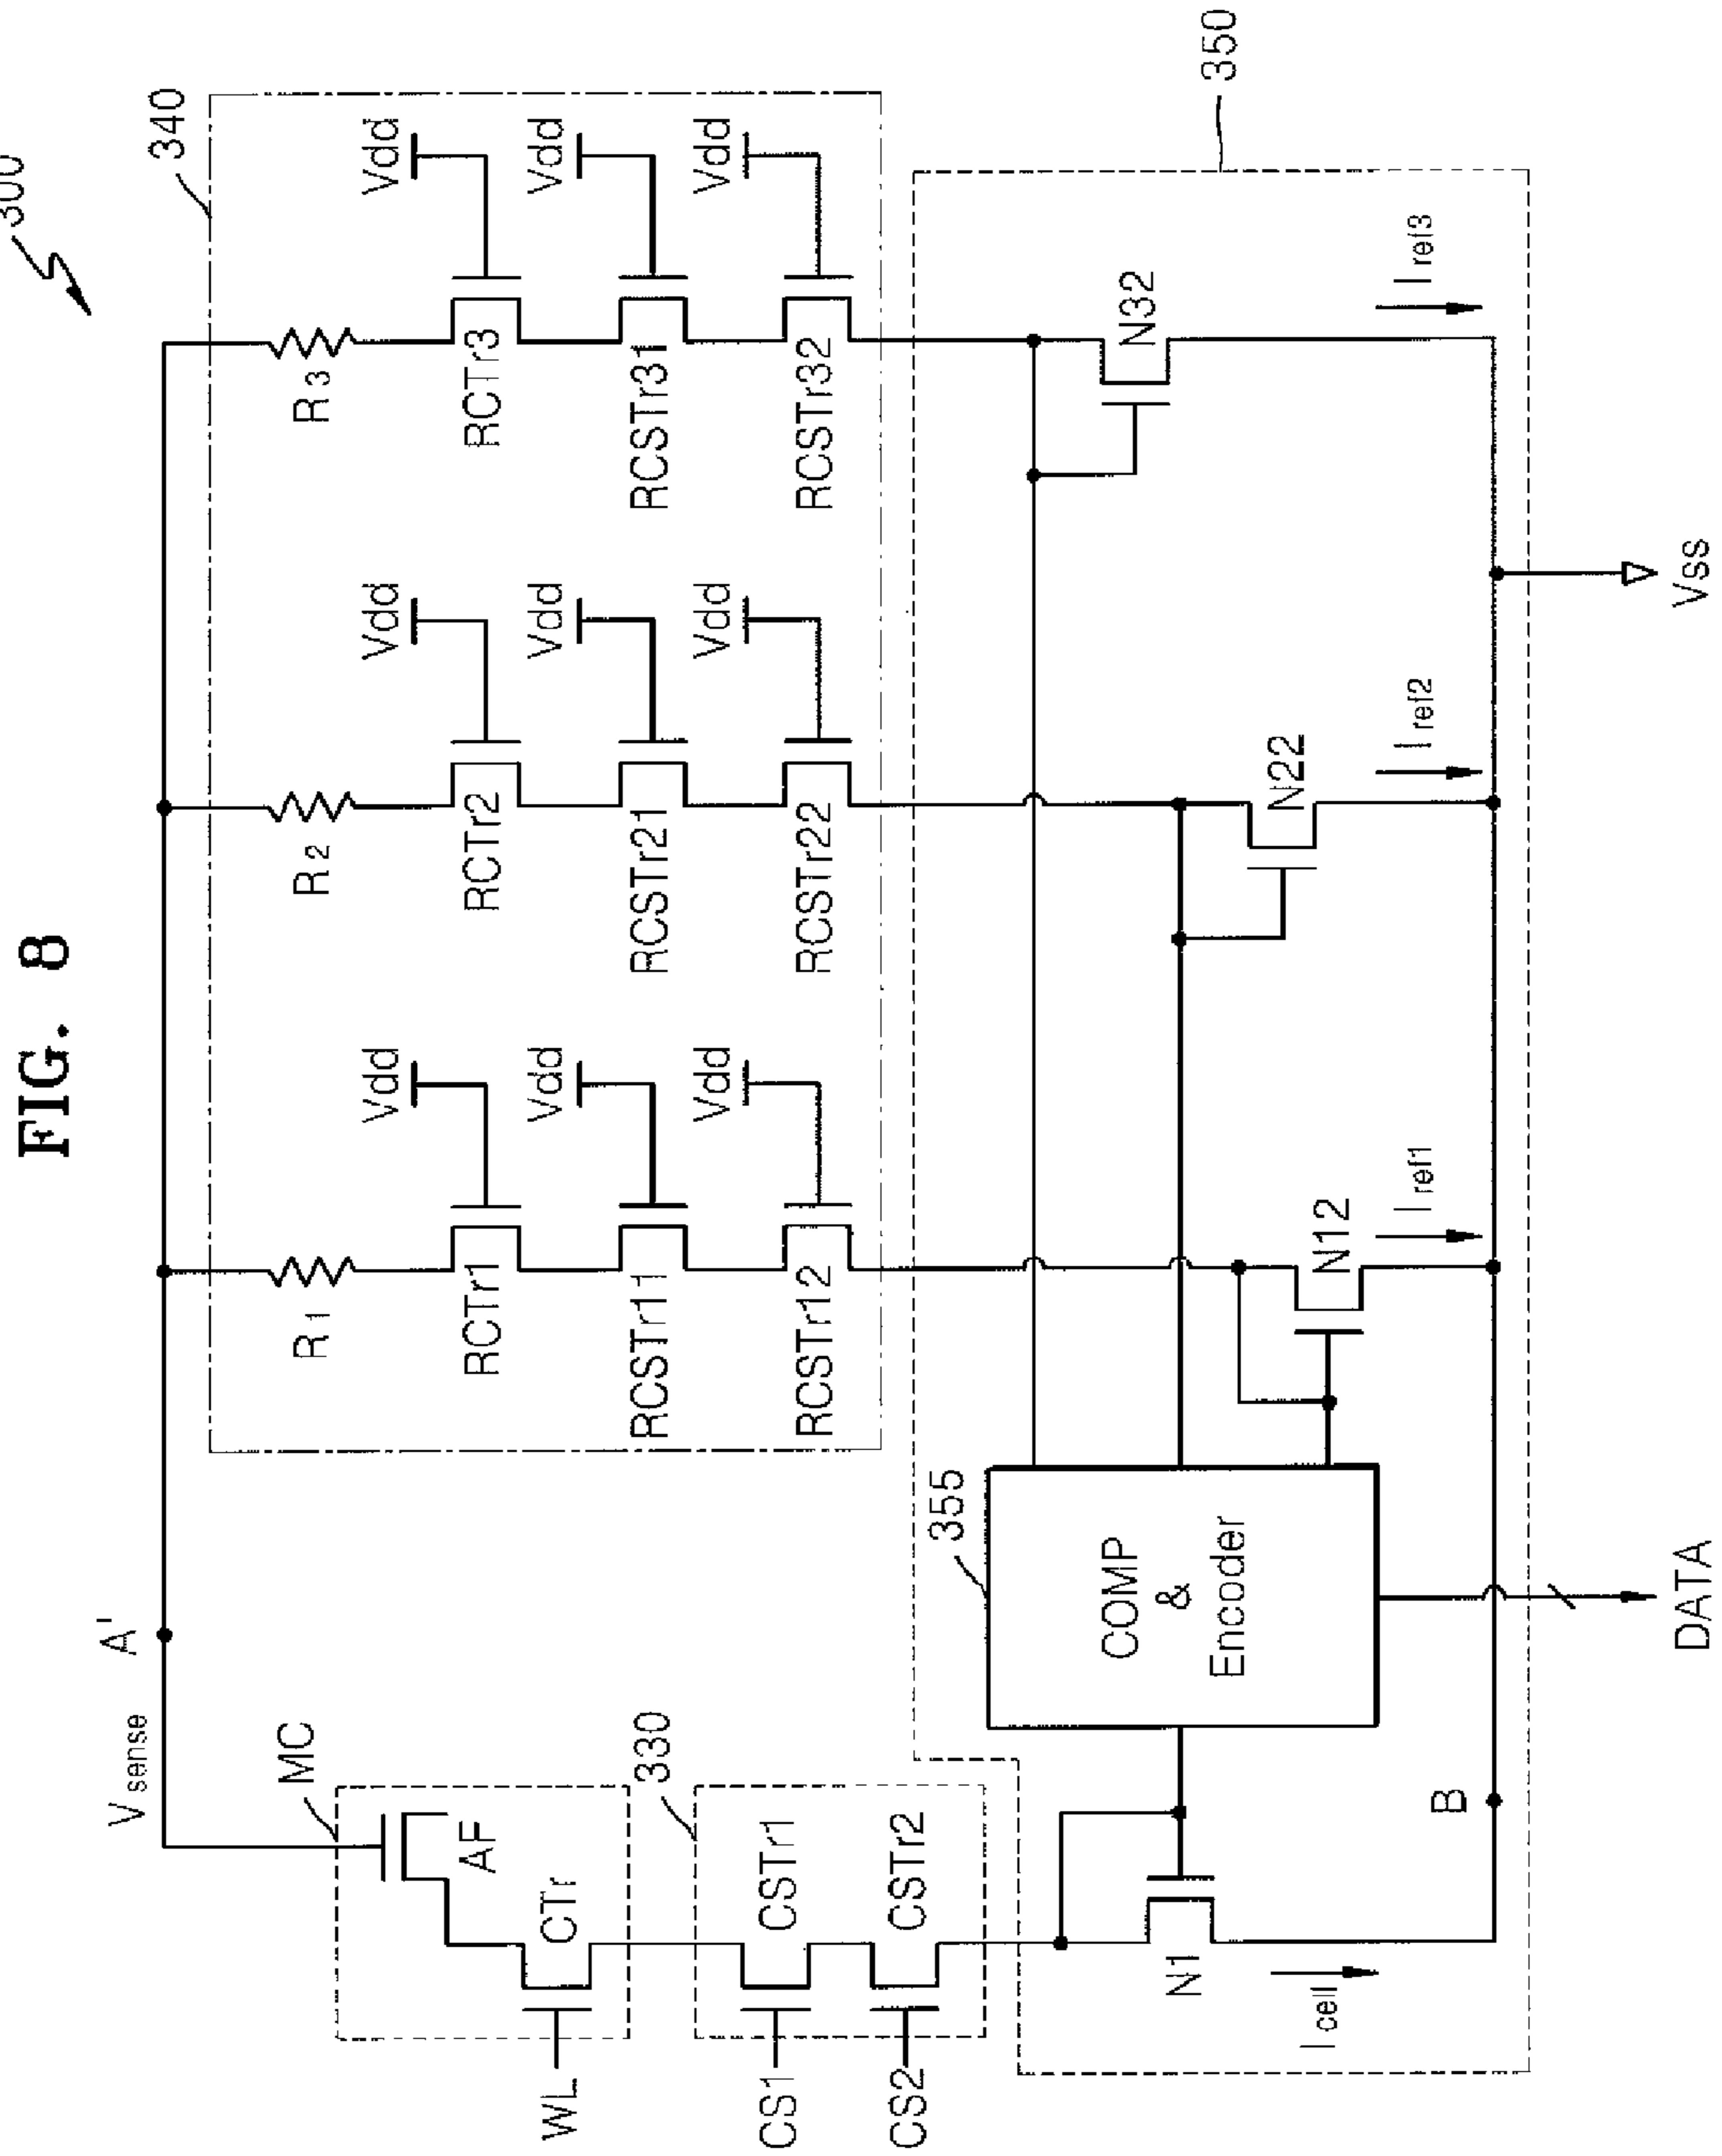 FIG. 8
300
340
Vsense
A'
R1
R2
R3
MC
AF
CTr
WL
RCTr1
Vdd
RCTr2
Vdd
RCTr3
Vdd
330
CSTr1
CS1
RCSTr11
Vdd
RCSTr21
Vdd
RCSTr31
Vdd
CSTr2
CS2
RCSTr12
Vdd
RCSTr22
Vdd
RCSTr32
Vdd
355
350
COMP
&
Encoder
N1
N12
N22
N32
Icell
Iref1
Iref2
Iref3
B
DATA
Vss